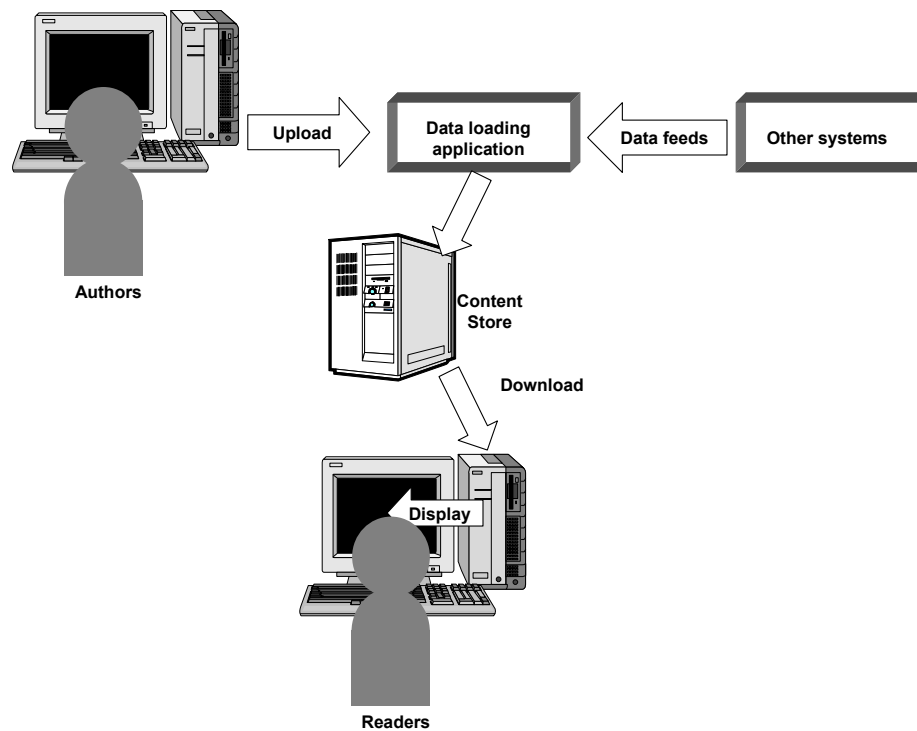 Upload
Data loading
application
Data feeds
Other systems
Authors
Content
Store
Download
Display
Readers